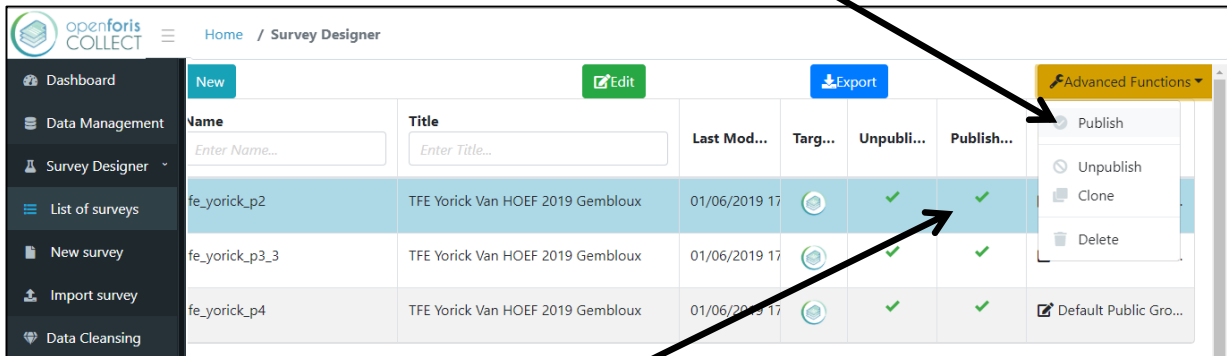 openforis
COLLECT
Home / Survey Designer
Dashboard
Data Management
Survey Designer
List of surveys
New survey
Import survey
Data Cleansing
New
Edit
Export
Advanced Functions
Name
Title
Last Mod...
Targ...
Unpubli...
Publish...
Enter Name...
Enter Title...
fe_yorick_p2
TFE Yorick Van HOEF 2019 Gembloux
01/06/2019 17
fe_yorick_p3_3
TFE Yorick Van HOEF 2019 Gembloux
01/06/2019 17
fe_yorick_p4
TFE Yorick Van HOEF 2019 Gembloux
01/06/2019 17
Default Public Gro...
Publish
Unpublish
Clone
Delete